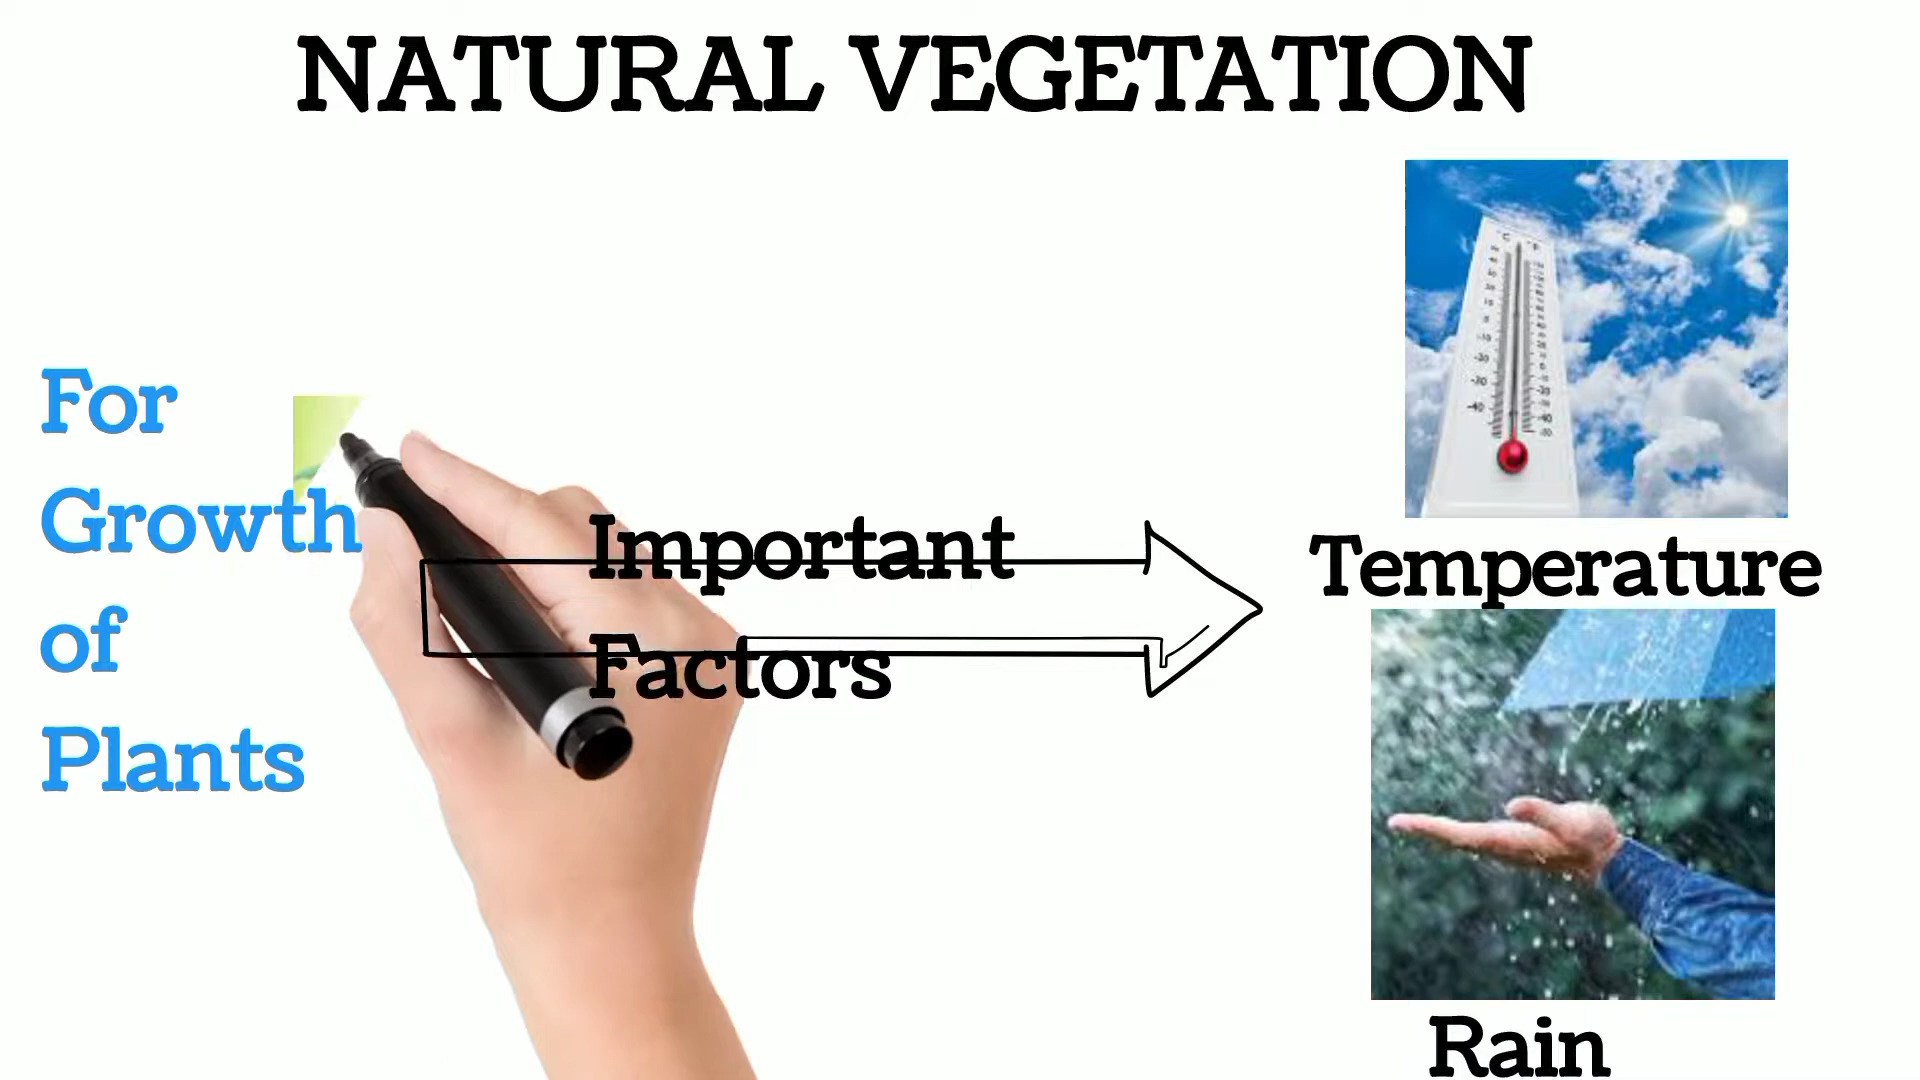 NATURAL VEGETATION
For
Growth
of
Plants
Important
Factors
Temperature
Rain